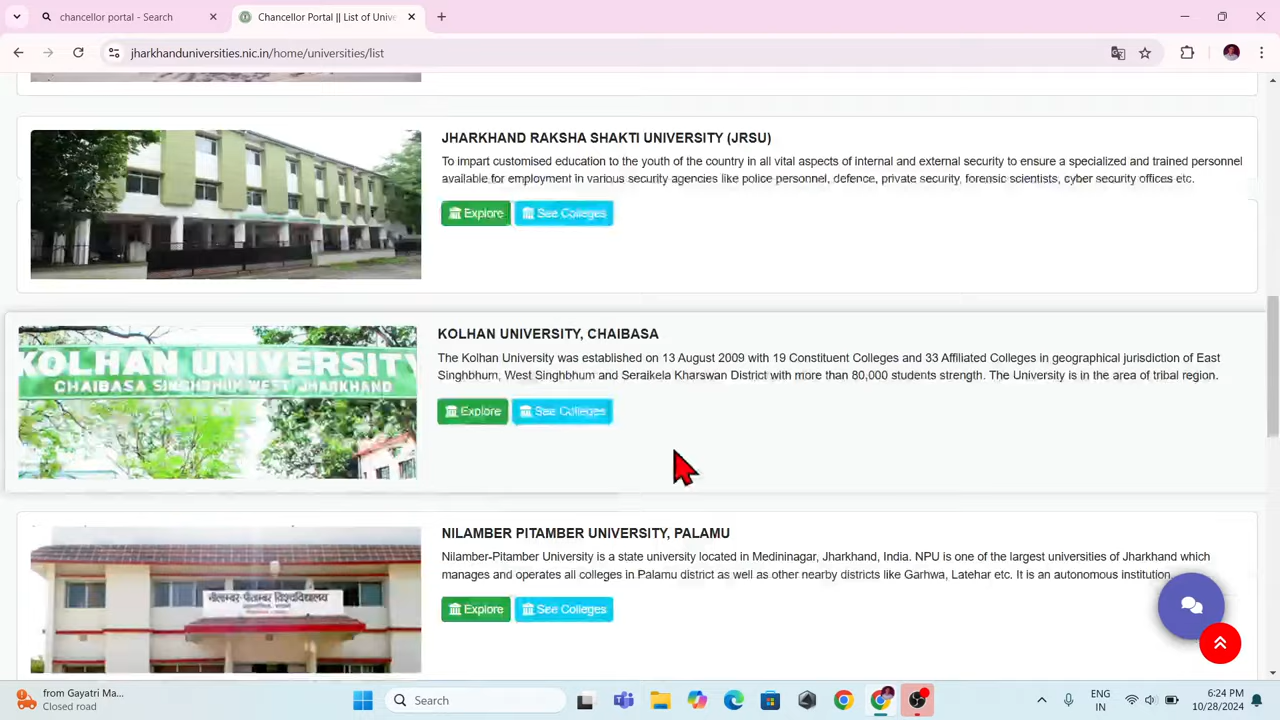 chancellor portal - Search
Chancellor Portal || List of Unive
jharkhanduniversities.nic.in/home/universities/list
JHARKHAND RAKSHA SHAKTI UNIVERSITY (JRSU)
To impart customised education to the youth of the country in all vital aspects of internal and external security to ensure a specialized and trained personnel
available for employment in various security agencies like police personnel, defence, private security, forensic scientists, cyber security offices etc.
Explore See Colleges
KOLHAN UNIVERSITY
CHAIBASA SINGHBHUM WEST JHARKHAND
KOLHAN UNIVERSITY, CHAIBASA
The Kolhan University was established on 13 August 2009 with 19 Constituent Colleges and 33 Affiliated Colleges in geographical jurisdiction of East
Singhbhum, West Singhbhum and Seraikela Kharswan District with more than 80,000 students strength. The University is in the area of tribal region.
Explore See Colleges
नीलाम्बर-पीताम्बर विश्वविद्यालय
NILAMBER PITAMBER UNIVERSITY, PALAMU
Nilamber-Pitamber University is a state university located in Medininagar, Jharkhand, India. NPU is one of the largest universities of Jharkhand which
manages and operates all colleges in Palamu district as well as other nearby districts like Garhwa, Latehar etc. It is an autonomous institution.
Explore See Colleges
from Gayatri Ma...
Closed road
Search
ENG
IN
6:24 PM
10/28/2024